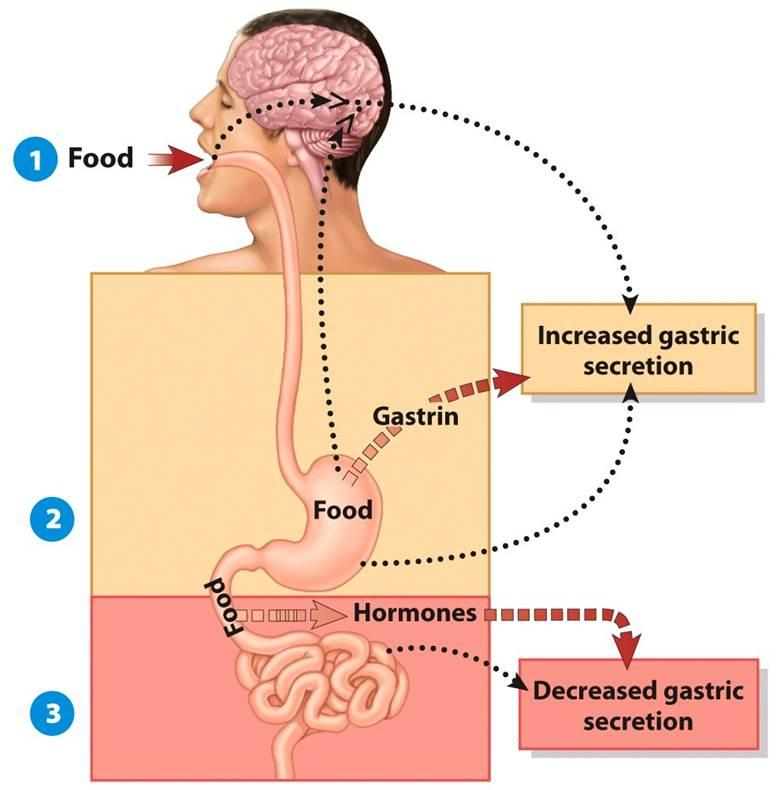 1 Food
Increased gastric
secretion
Gastrin
2
Food
Food
Hormones
3
Decreased gastric
secretion